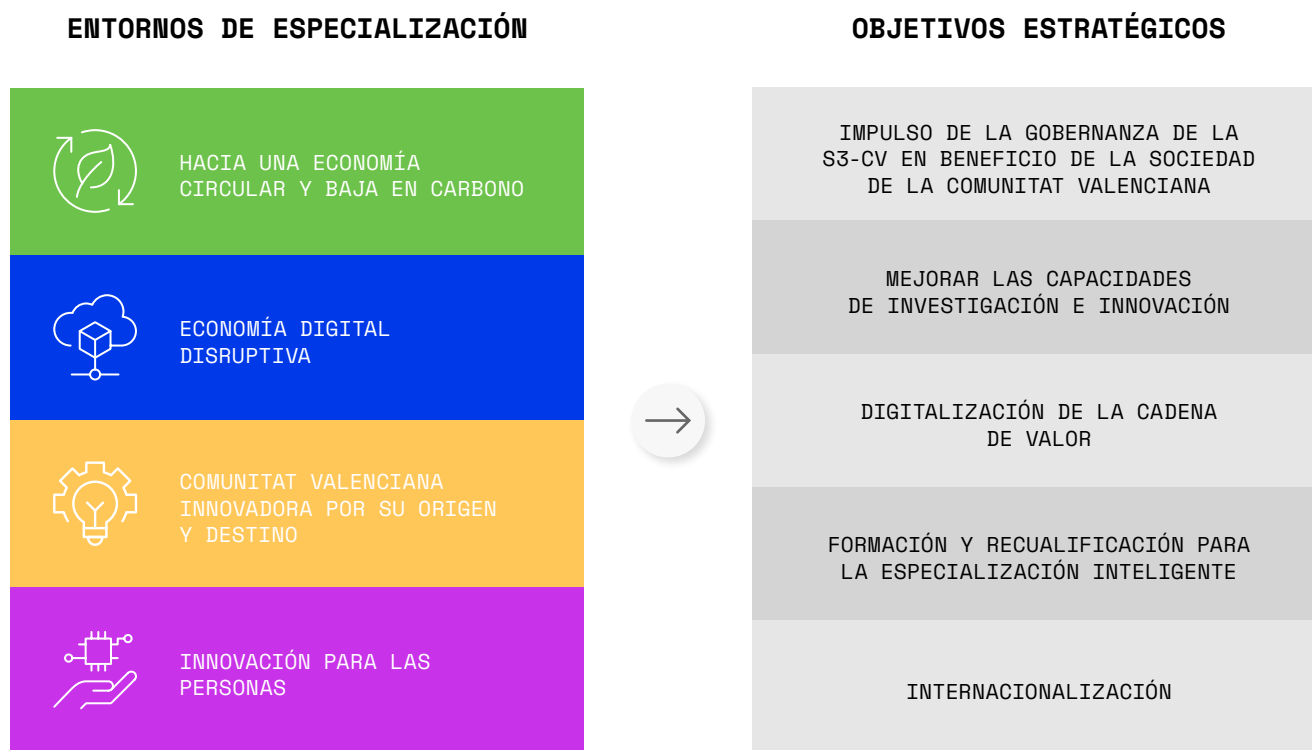 ENTORNOS DE ESPECIALIZACIÓN
HACIA UNA ECONOMÍA
CIRCULAR Y BAJA EN CARBONO
ECONOMÍA DIGITAL
DISRUPTIVA
COMUNITAT VALENCIANA
INNOVADORA POR SU ORIGEN
Y DESTINO
INNOVACIÓN PARA LAS
PERSONAS
OBJETIVOS ESTRATÉGICOS
IMPULSO DE LA GOBERNANZA DE LA
S3-CV EN BENEFICIO DE LA SOCIEDAD
DE LA COMUNITAT VALENCIANA
MEJORAR LAS CAPACIDADES
DE INVESTIGACIÓN E INNOVACIÓN
DIGITALIZACIÓN DE LA CADENA
DE VALOR
FORMACIÓN Y RECUALIFICACIÓN PARA
LA ESPECIALIZACIÓN INTELIGENTE
INTERNACIONALIZACIÓN